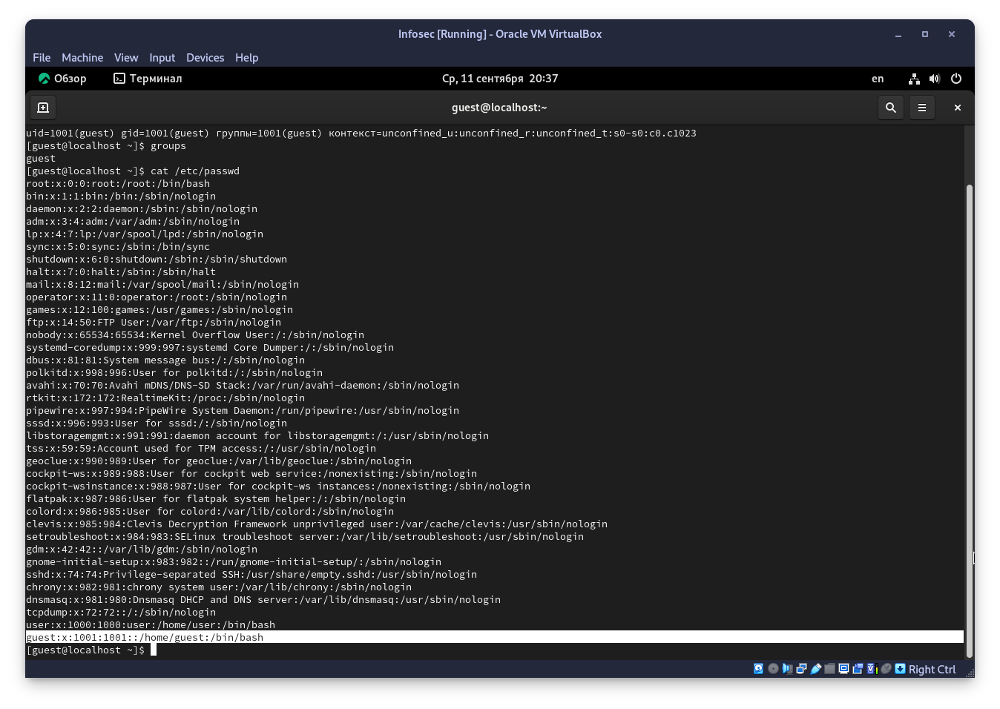 Infosec [Running] - Oracle VM VirtualBox
File Machine View Input Devices Help
Обзор Терминал Ср, 11 сентября 20:37 en
guest@localhost:~
uid=1001(guest) gid=1001(guest) группы=1001(guest) контекст=unconfined_u:unconfined_r:unconfined_t:s0-s0:c0.c1023
[guest@localhost ~]$ groups
guest
[guest@localhost ~]$ cat /etc/passwd
root:x:0:0:root:/root:/bin/bash
bin:x:1:1:bin:/bin:/sbin/nologin
daemon:x:2:2:daemon:/sbin:/sbin/nologin
adm:x:3:4:adm:/var/adm:/sbin/nologin
lp:x:4:7:lp:/var/spool/lpd:/sbin/nologin
sync:x:5:0:sync:/sbin:/bin/sync
shutdown:x:6:0:shutdown:/sbin:/sbin/shutdown
halt:x:7:0:halt:/sbin:/sbin/halt
mail:x:8:12:mail:/var/spool/mail:/sbin/nologin
operator:x:11:0:operator:/root:/sbin/nologin
games:x:12:100:games:/usr/games:/sbin/nologin
ftp:x:14:50:FTP User:/var/ftp:/sbin/nologin
nobody:x:65534:65534:Kernel Overflow User:/:/sbin/nologin
systemd-coredump:x:999:997:systemd Core Dumper:/:/sbin/nologin
dbus:x:81:81:System message bus:/:/sbin/nologin
polkitd:x:998:996:User for polkitd:/:/sbin/nologin
avahi:x:70:70:Avahi mDNS/DNS-SD Stack:/var/run/avahi-daemon:/sbin/nologin
rtkit:x:172:172:RealtimeKit:/proc:/sbin/nologin
pipewire:x:997:994:PipeWire System Daemon:/run/pipewire:/usr/sbin/nologin
sssd:x:996:993:User for sssd:/:/sbin/nologin
libstoragemgmt:x:991:991:daemon account for libstoragemgmt:/:/usr/sbin/nologin
tss:x:59:59:Account used for TPM access:/:/usr/sbin/nologin
geoclue:x:990:989:User for geoclue:/var/lib/geoclue:/sbin/nologin
cockpit-ws:x:989:988:User for cockpit web service:/nonexisting:/sbin/nologin
cockpit-wsinstance:x:988:987:User for cockpit-ws instances:/nonexisting:/sbin/nologin
flatpak:x:987:986:User for flatpak system helper:/:/sbin/nologin
colord:x:986:985:User for colord:/var/lib/colord:/sbin/nologin
clevis:x:985:984:Clevis Decryption Framework unprivileged user:/var/cache/clevis:/usr/sbin/nologin
setroubleshoot:x:984:983:SELinux troubleshoot server:/var/lib/setroubleshoot:/usr/sbin/nologin
gdm:x:42:42::/var/lib/gdm:/sbin/nologin
gnome-initial-setup:x:983:982::/run/gnome-initial-setup/:/sbin/nologin
sshd:x:74:74:Privilege-separated SSH:/usr/share/empty.sshd:/usr/sbin/nologin
chrony:x:982:981:chrony system user:/var/lib/chrony:/sbin/nologin
dnsmasq:x:981:980:Dnsmasq DHCP and DNS server:/var/lib/dnsmasq:/usr/sbin/nologin
tcpdump:x:72:72::/:/sbin/nologin
user:x:1000:1000:user:/home/user:/bin/bash
guest:x:1001:1001::/home/guest:/bin/bash
[guest@localhost ~]$
Right Ctrl